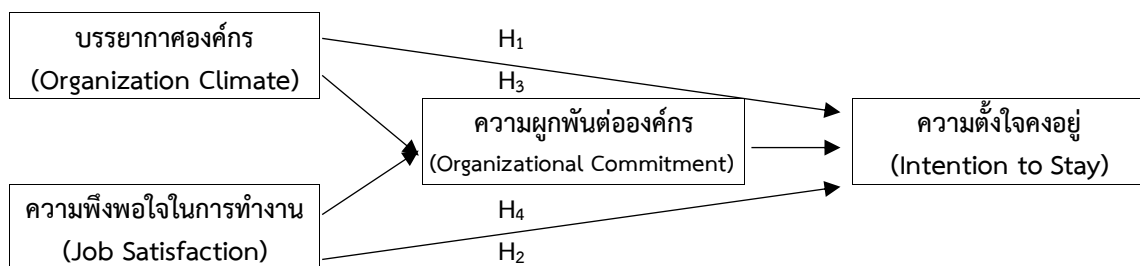 บรรยากาศองค์กร
(Organization Climate)
H1
H3
ความผูกพันต่อองค์กร
(Organizational Commitment)
ความตั้งใจคงอยู่
(Intention to Stay)
ความพึงพอใจในการทำงาน
(Job Satisfaction)
H4
H2